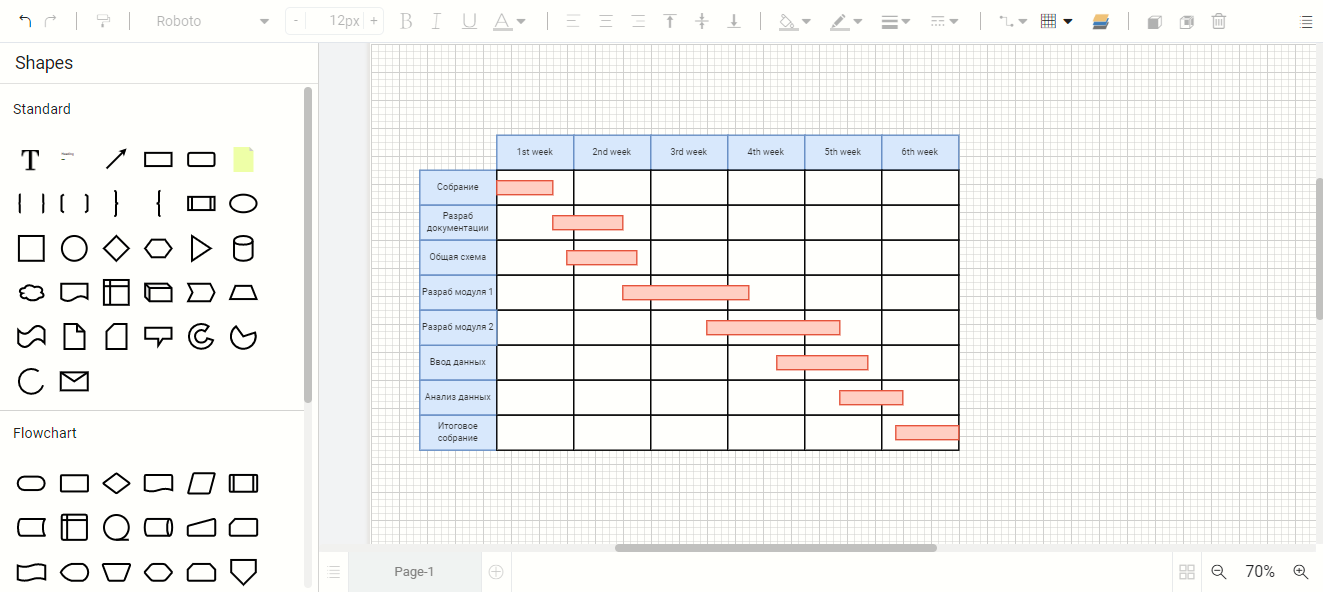 Roboto
- 12px +
B I U A
Shapes
Standard
T Heading
1st week 2nd week 3rd week 4th week 5th week 6th week
Собрание
Разраб
документации
Общая схема
Разраб модуля 1
Разраб модуля 2
Ввод данных
Анализ данных
Итоговое
собрание
Flowchart
Page-1
70%